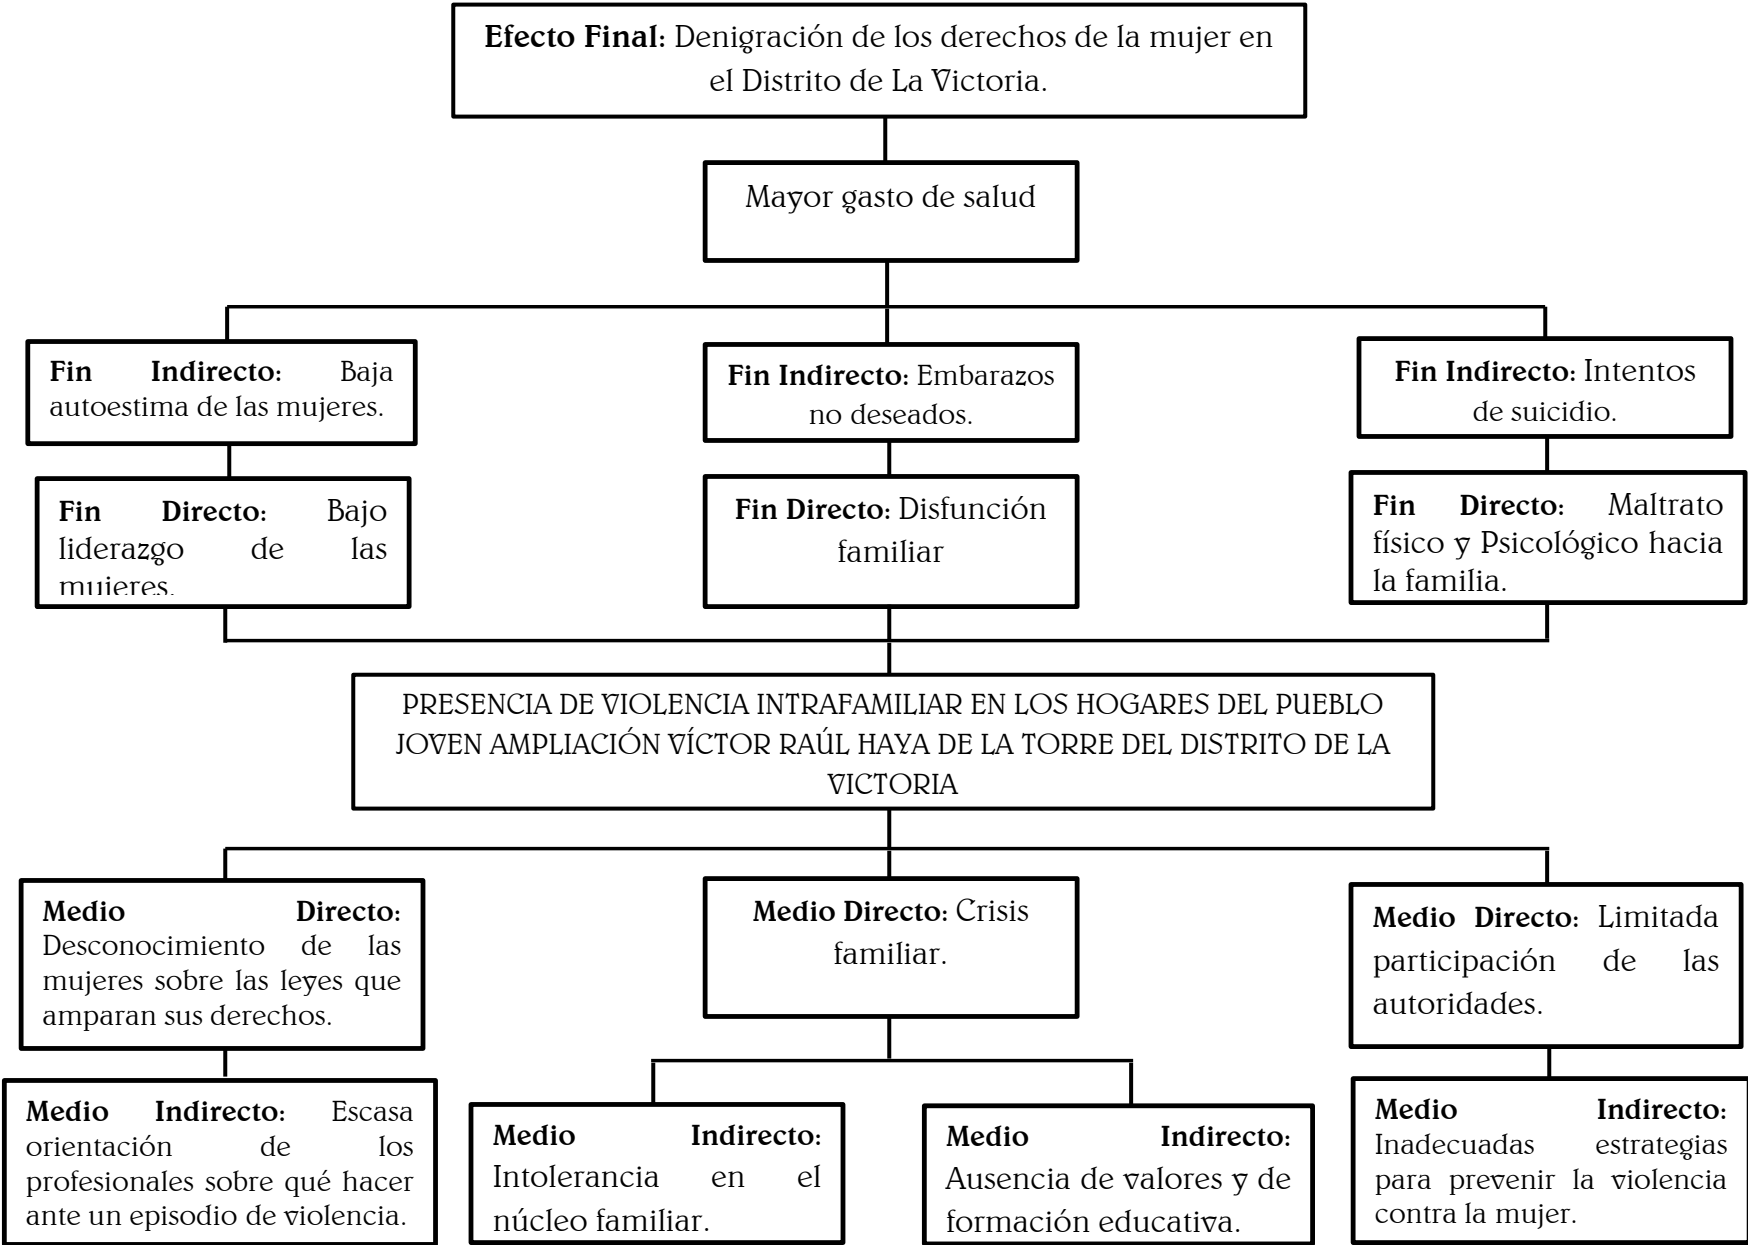 Efecto Final: Denigración de los derechos de la mujer en
el Distrito de La Victoria.
Mayor gasto de salud
Fin Indirecto: Baja
autoestima de las mujeres.
Fin Indirecto: Embarazos
no deseados.
Fin Indirecto: Intentos
de suicidio.
Fin Directo: Bajo
liderazgo de las
mujeres.
Fin Directo: Disfunción
familiar
Fin Directo: Maltrato
físico y Psicológico hacia
la familia.
PRESENCIA DE VIOLENCIA INTRAFAMILIAR EN LOS HOGARES DEL PUEBLO
JOVEN AMPLIACIÓN VÍCTOR RAÚL HAYA DE LA TORRE DEL DISTRITO DE LA
VICTORIA
Medio Directo:
Desconocimiento de las
mujeres sobre las leyes que
amparan sus derechos.
Medio Directo: Crisis
familiar.
Medio Directo: Limitada
participación de las
autoridades.
Medio Indirecto: Escasa
orientación de los
profesionales sobre qué hacer
ante un episodio de violencia.
Medio Indirecto:
Intolerancia en el
núcleo familiar.
Medio Indirecto:
Ausencia de valores y de
formación educativa.
Medio Indirecto:
Inadecuadas estrategias
para prevenir la violencia
contra la mujer.